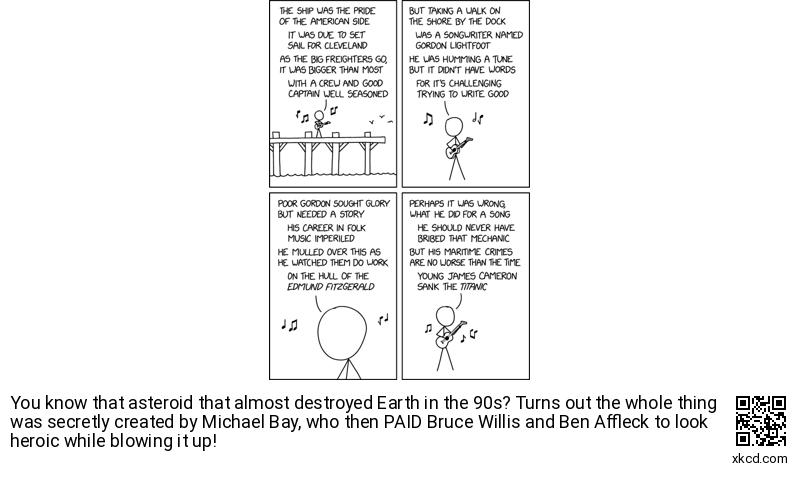 THE SHIP WAS THE PRIDE
OF THE AMERICAN SIDE
IT WAS DUE TO SET
SAIL FOR CLEVELAND
AS THE BIG FREIGHTERS GO,
IT WAS BIGGER THAN MOST
WITH A CREW AND GOOD
CAPTAIN WELL SEASONED
BUT TAKING A WALK ON
THE SHORE BY THE DOCK
WAS A SONGWRITER NAMED
GORDON LIGHTFOOT
HE WAS HUMMING A TUNE
BUT IT DIDN'T HAVE WORDS
FOR IT'S CHALLENGING
TRYING TO WRITE GOOD
POOR GORDON SOUGHT GLORY
BUT NEEDED A STORY
HIS CAREER IN FOLK
MUSIC IMPERILED
HE MULLED OVER THIS AS
HE WATCHED THEM DO WORK
ON THE HULL OF THE
EDMUND FITZGERALD
PERHAPS IT WAS WRONG,
WHAT HE DID FOR A SONG
HE SHOULD NEVER HAVE
BRIBED THAT MECHANIC
BUT HIS MARITIME CRIMES
ARE NO WORSE THAN THE TIME
YOUNG JAMES CAMERON
SANK THE TITANIC
You know that asteroid that almost destroyed Earth in the 90s? Turns out the whole thing
was secretly created by Michael Bay, who then PAID Bruce Willis and Ben Affleck to look
heroic while blowing it up!
xkcd.com